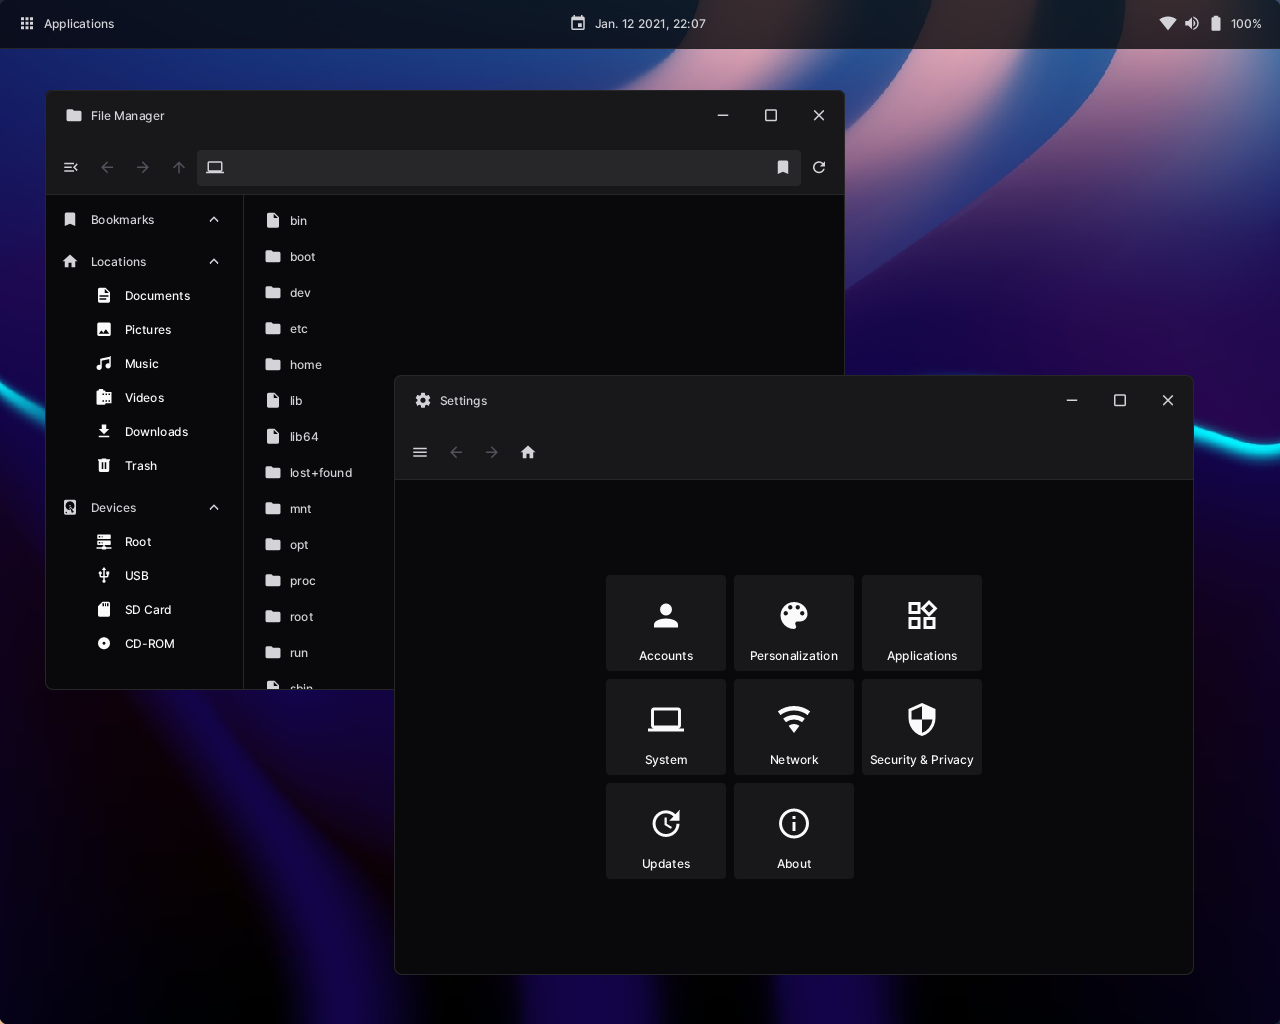 Applications
Jan. 12 2021, 22:07
100%
File Manager
Bookmarks
Locations
Documents
Pictures
Music
Videos
Downloads
Trash
Devices
Root
USB
SD Card
CD-ROM
bin
boot
dev
etc
home
lib
lib64
lost+found
mnt
opt
proc
root
run
sbin
Settings
Accounts
Personalization
Applications
System
Network
Security & Privacy
Updates
About